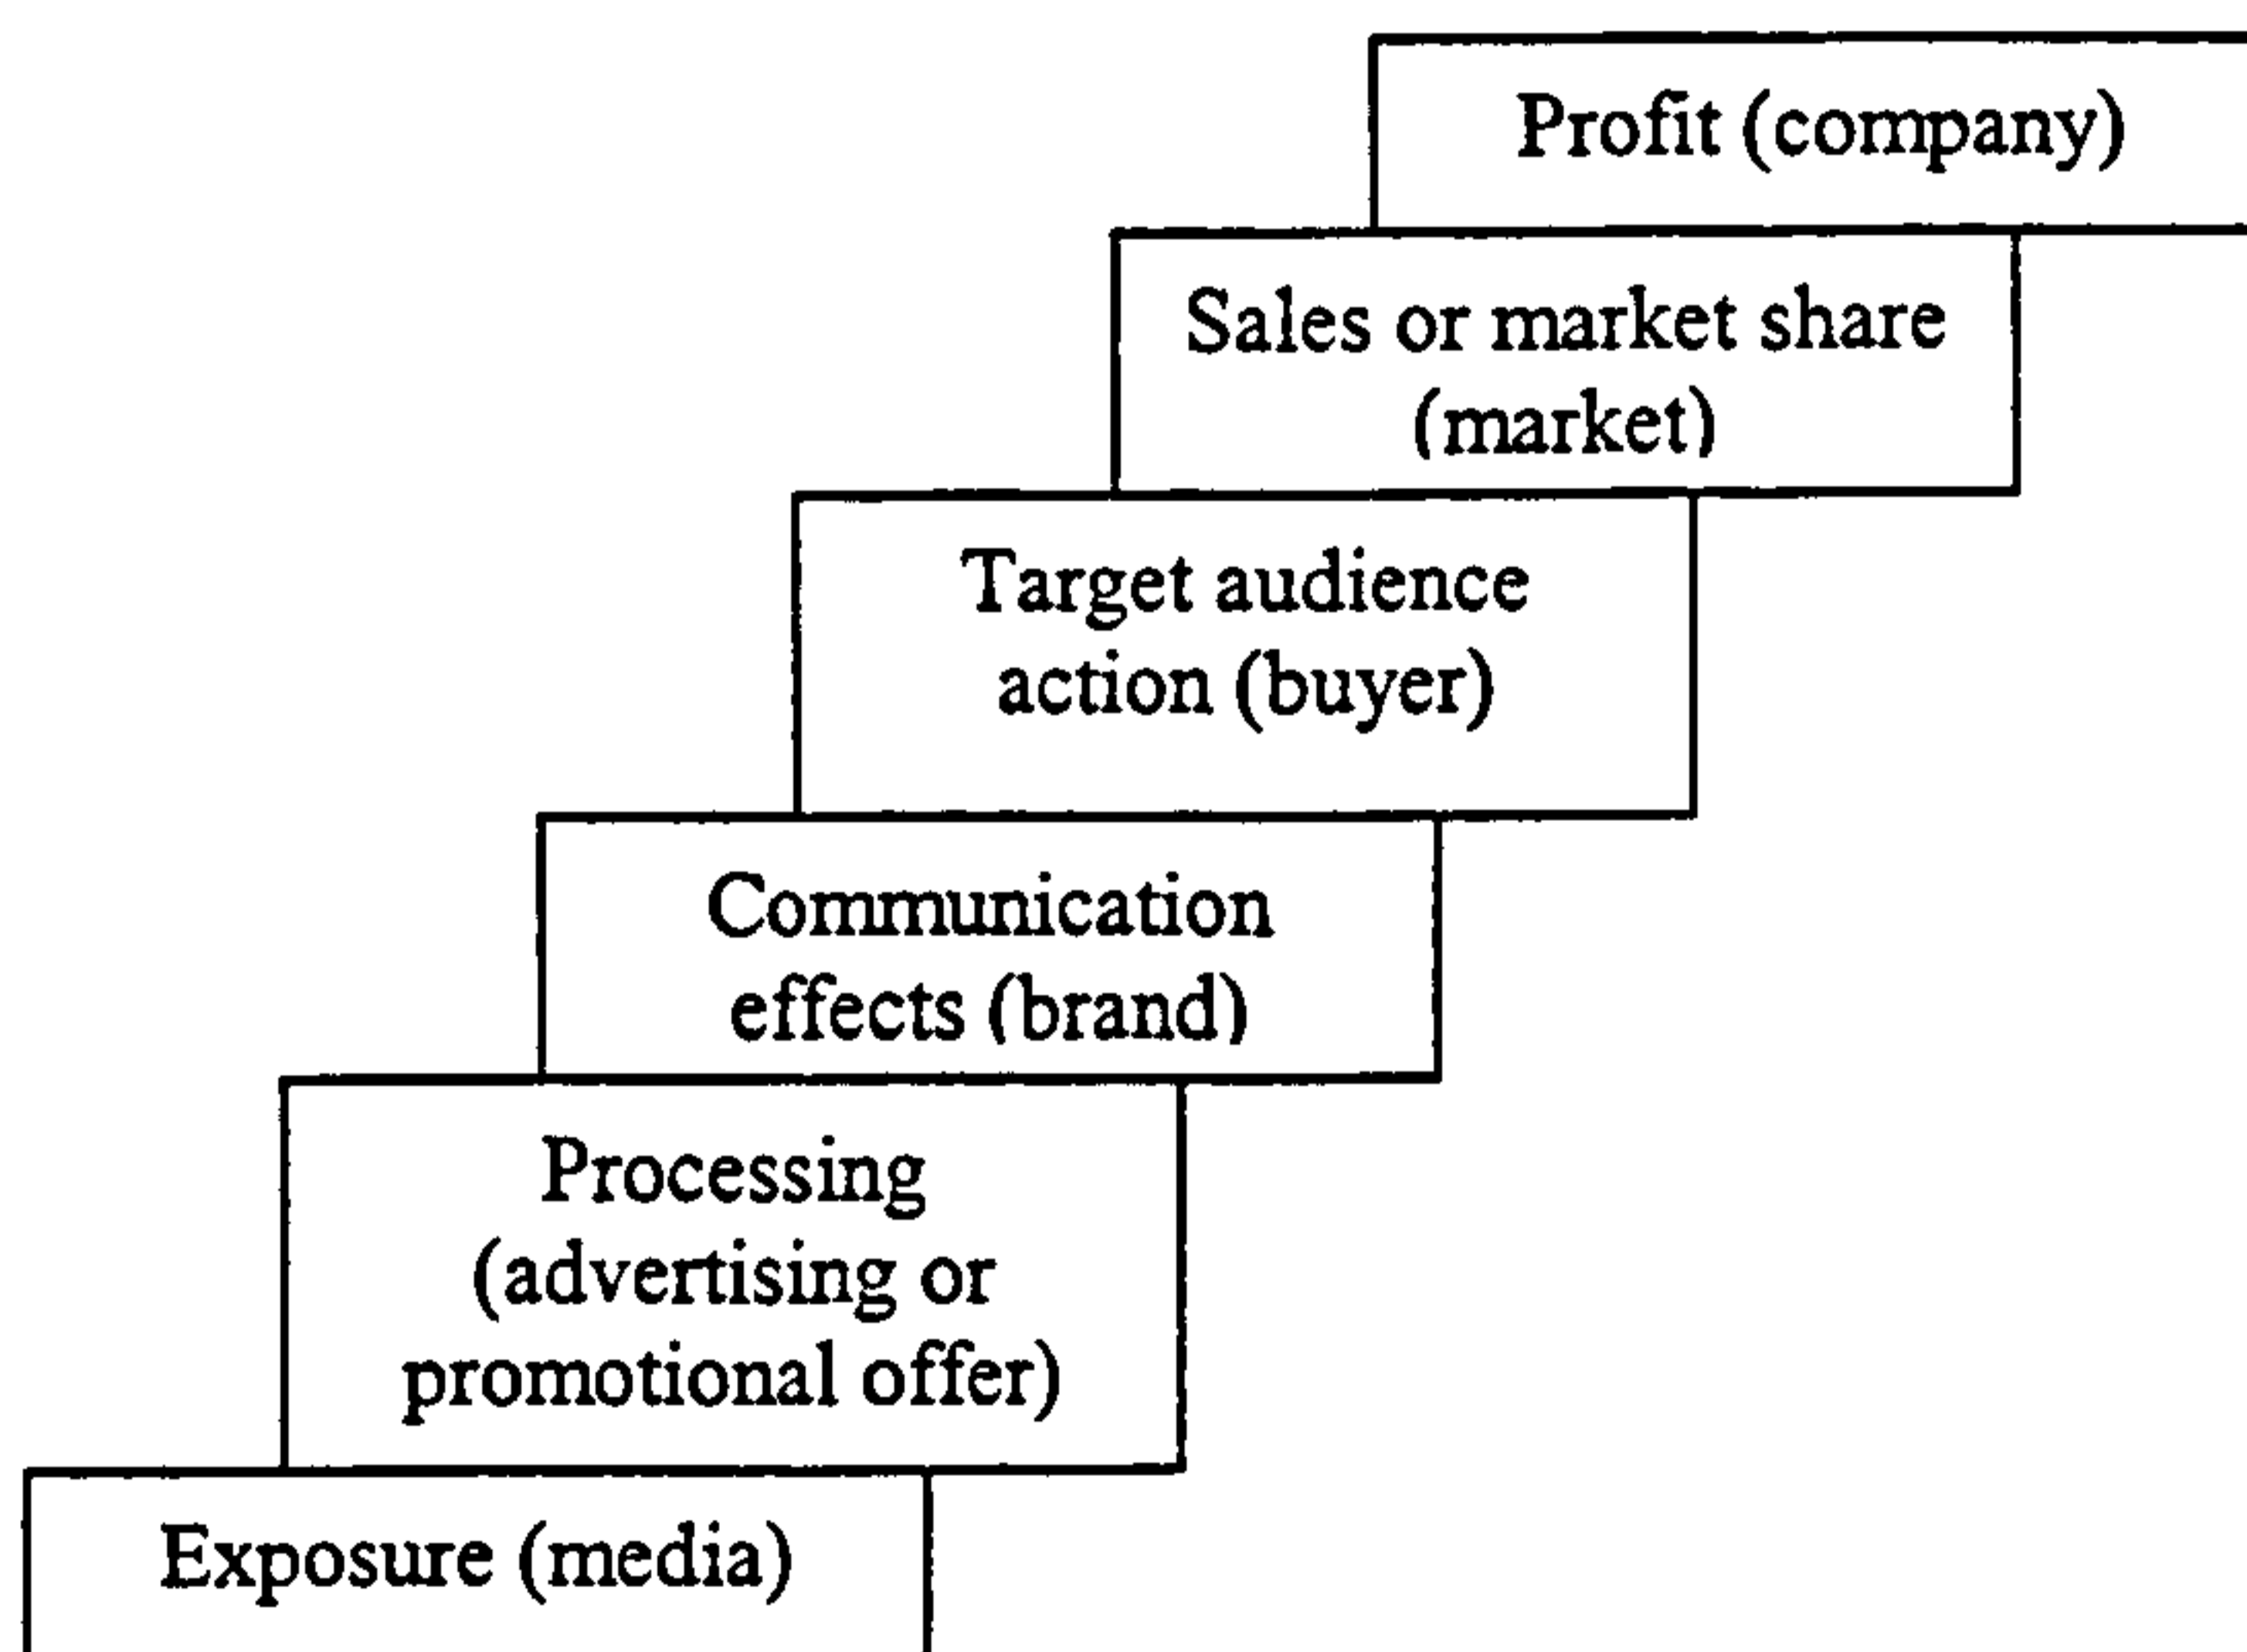 Profit (company)
Sales or market share
(market)
Target audience
action (buyer)
Communication
effects (brand)
Processing
(advertising or
promotional offer)
Exposure (media)